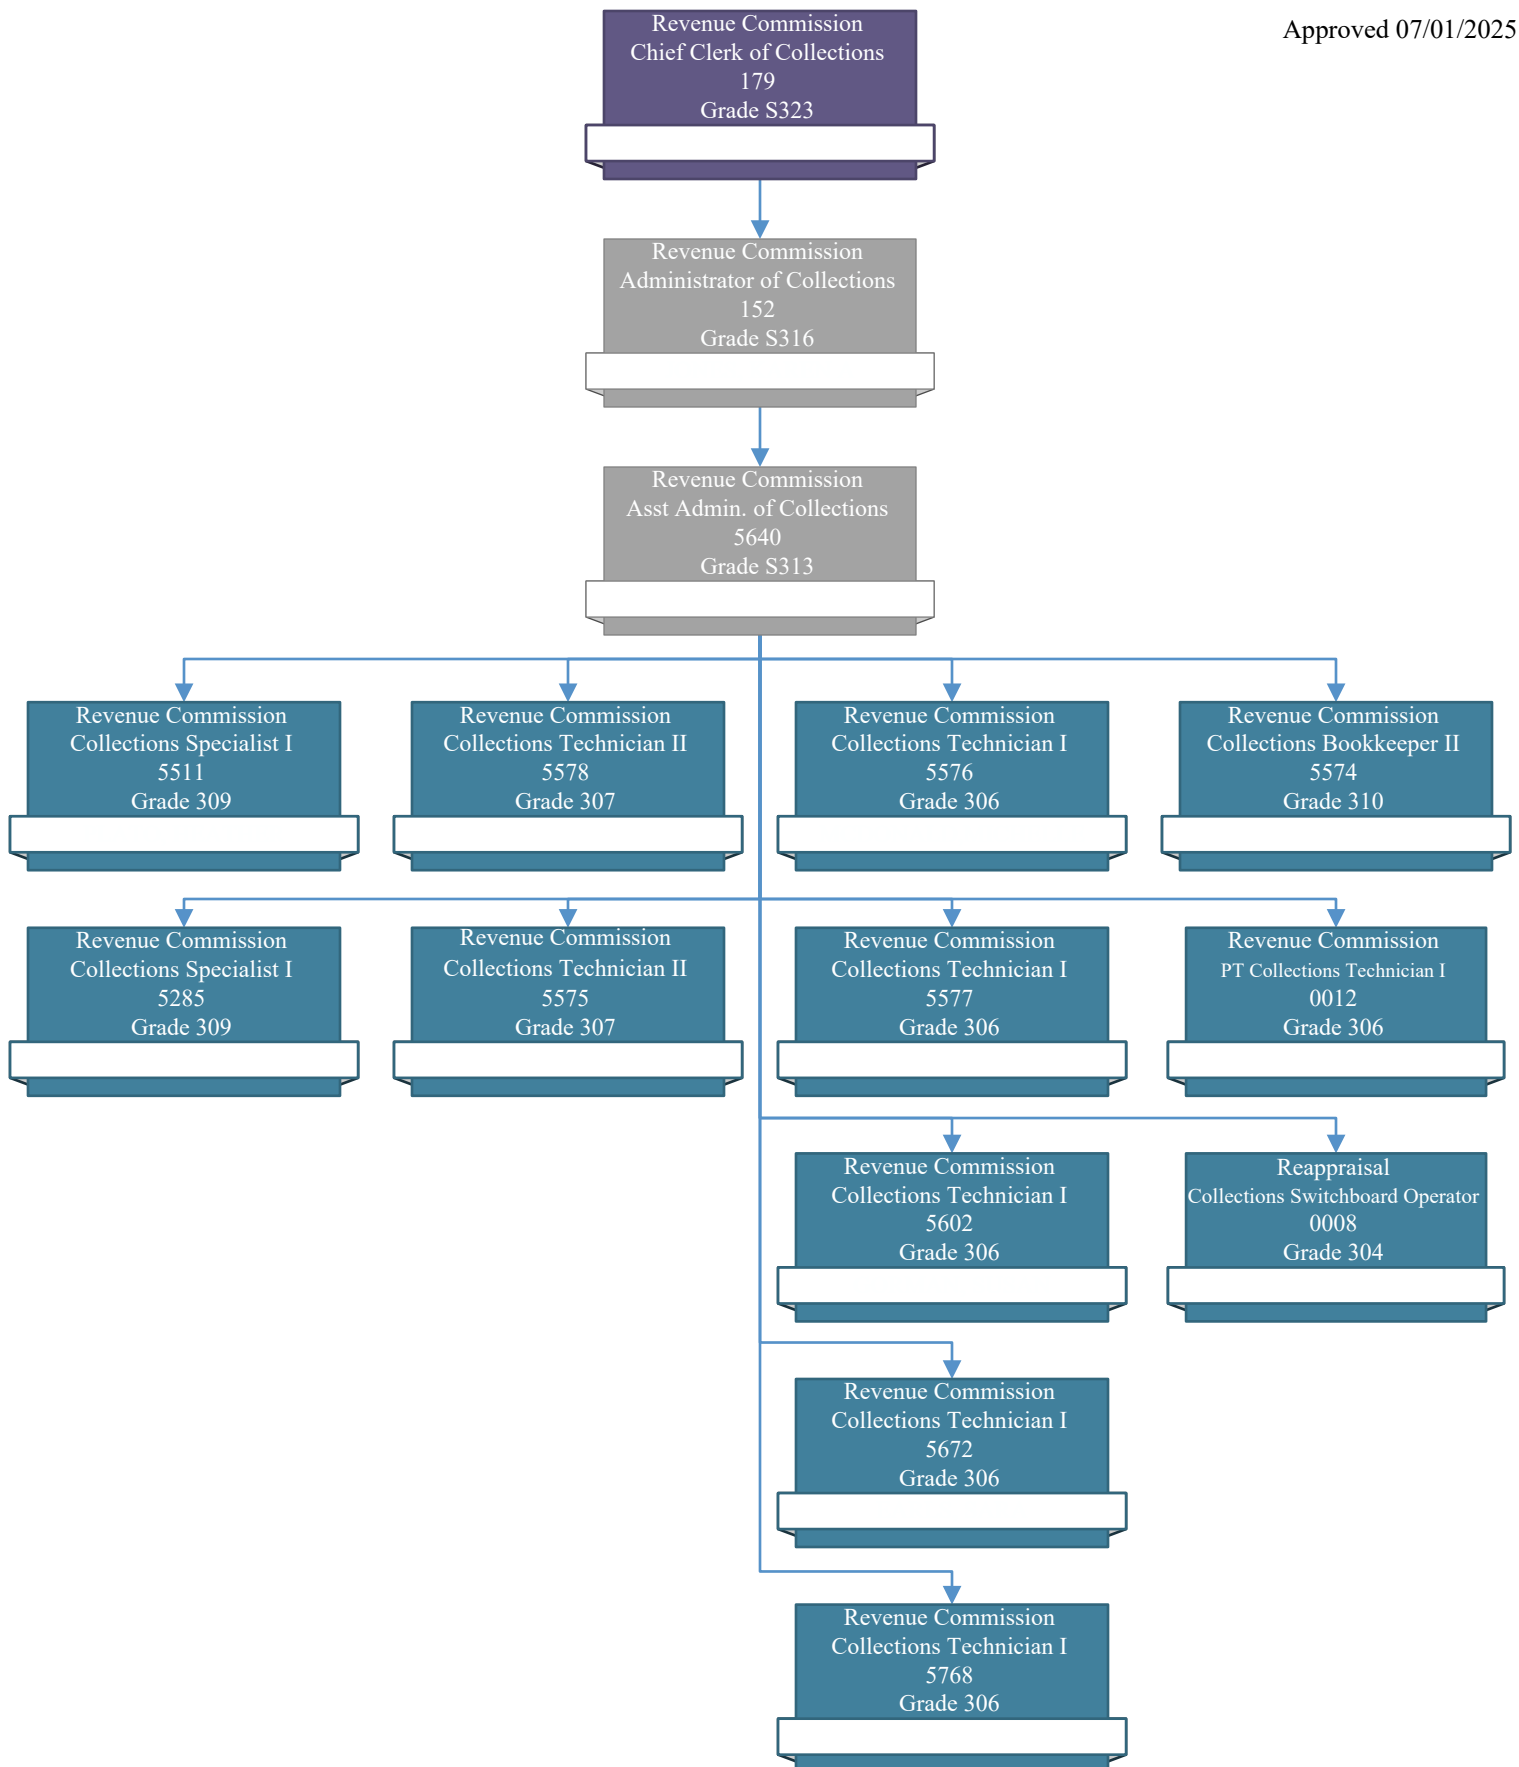 Approved 07/01/2025
Revenue Commission
Chief Clerk of Collections
179
Grade S323
Revenue Commission
Administrator of Collections
152
Grade S316
Revenue Commission
Asst Admin. of Collections
5640
Grade S313
Revenue Commission
Collections Specialist I
5511
Grade 309
Revenue Commission
Collections Technician II
5578
Grade 307
Revenue Commission
Collections Technician I
5576
Grade 306
Revenue Commission
Collections Bookkeeper II
5574
Grade 310
Revenue Commission
Collections Specialist I
5285
Grade 309
Revenue Commission
Collections Technician II
5575
Grade 307
Revenue Commission
Collections Technician I
5577
Grade 306
Revenue Commission
PT Collections Technician I
0012
Grade 306
Revenue Commission
Collections Technician I
5602
Grade 306
Reappraisal
Collections Switchboard Operator
0008
Grade 304
Revenue Commission
Collections Technician I
5672
Grade 306
Revenue Commission
Collections Technician I
5768
Grade 306